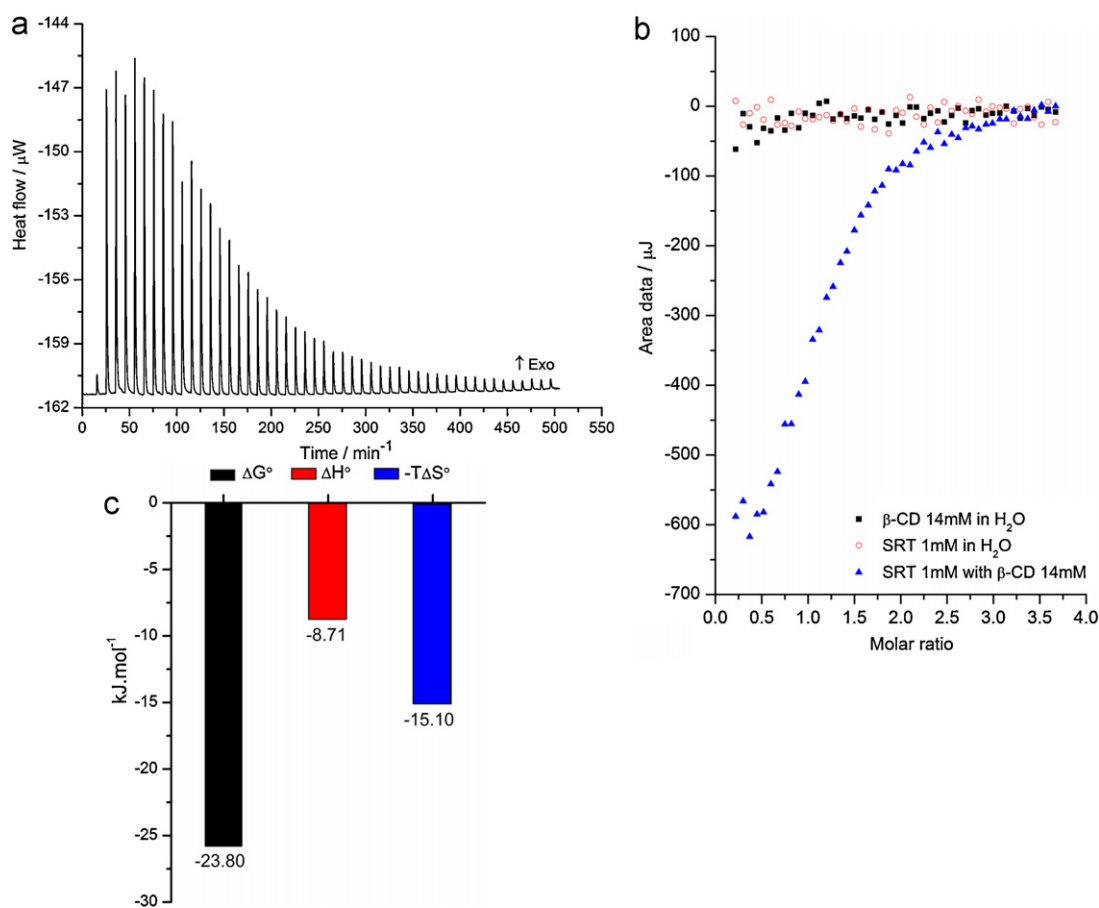 a
Heat flow / μW
-144
-147
-150
-153
-156
-159
-162
↑ Exo
0 50 100 150 200 250 300 350 400 450 500 550
Time / min⁻¹
b
Area data / μJ
100
0
-100
-200
-300
-400
-500
-600
-700
β-CD 14mM in H₂O
SRT 1mM in H₂O
SRT 1mM with β-CD 14mM
0.0 0.5 1.0 1.5 2.0 2.5 3.0 3.5 4.0
Molar ratio
ΔG° ΔH° -TΔS°
c
kJ.mol⁻¹
0
-5
-10
-15
-20
-25
-30
-8.71
-15.10
-23.80